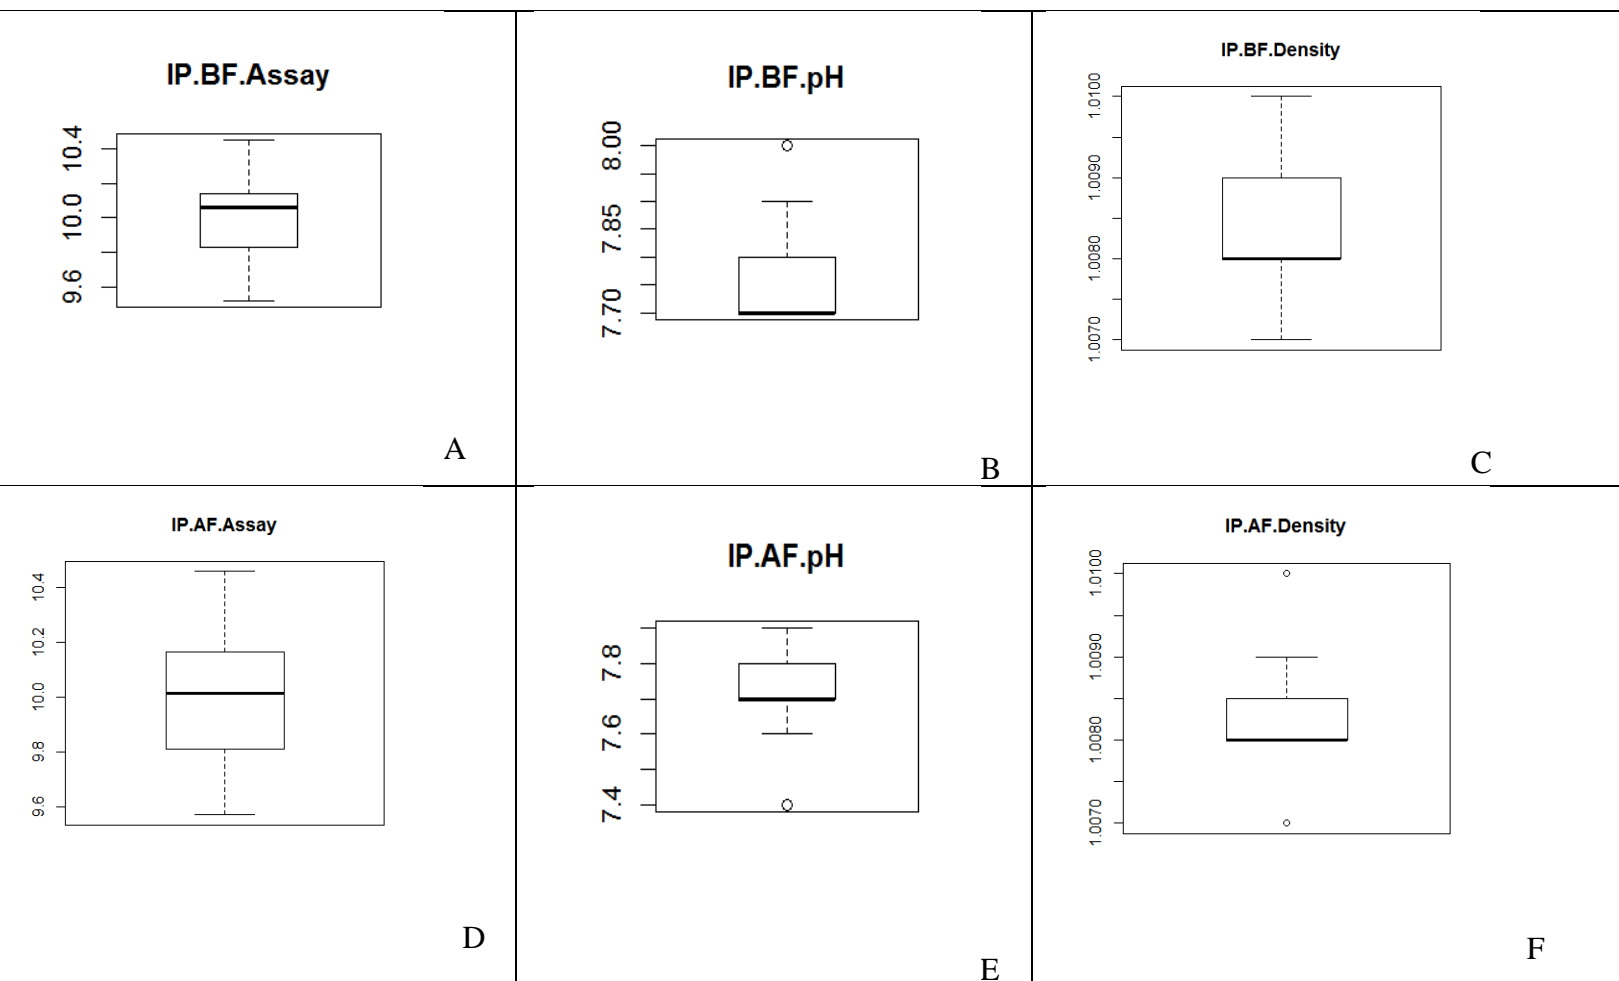 IP.BF.Assay
10.4
10.0
9.6
A
IP.BF.pH
8.00
7.85
7.70
B
IP.BF.Density
1.0100
1.0090
1.0080
1.0070
C
IP.AF.Assay
10.4
10.2
10.0
9.8
9.6
D
IP.AF.pH
7.8
7.6
7.4
E
IP.AF.Density
1.0100
1.0090
1.0080
1.0070
F